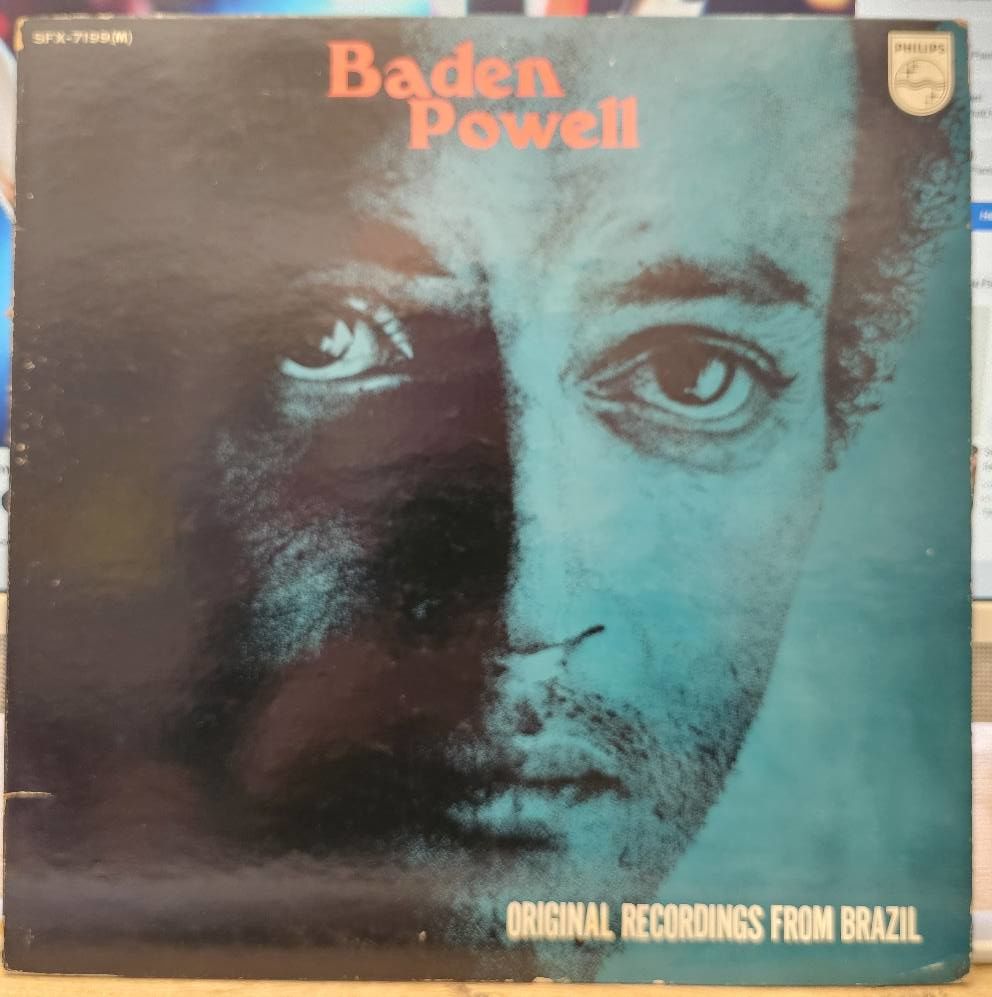 SFX-7199(M)
Baden
Powell
PHILIPS
ORIGINAL RECORDINGS FROM BRAZIL